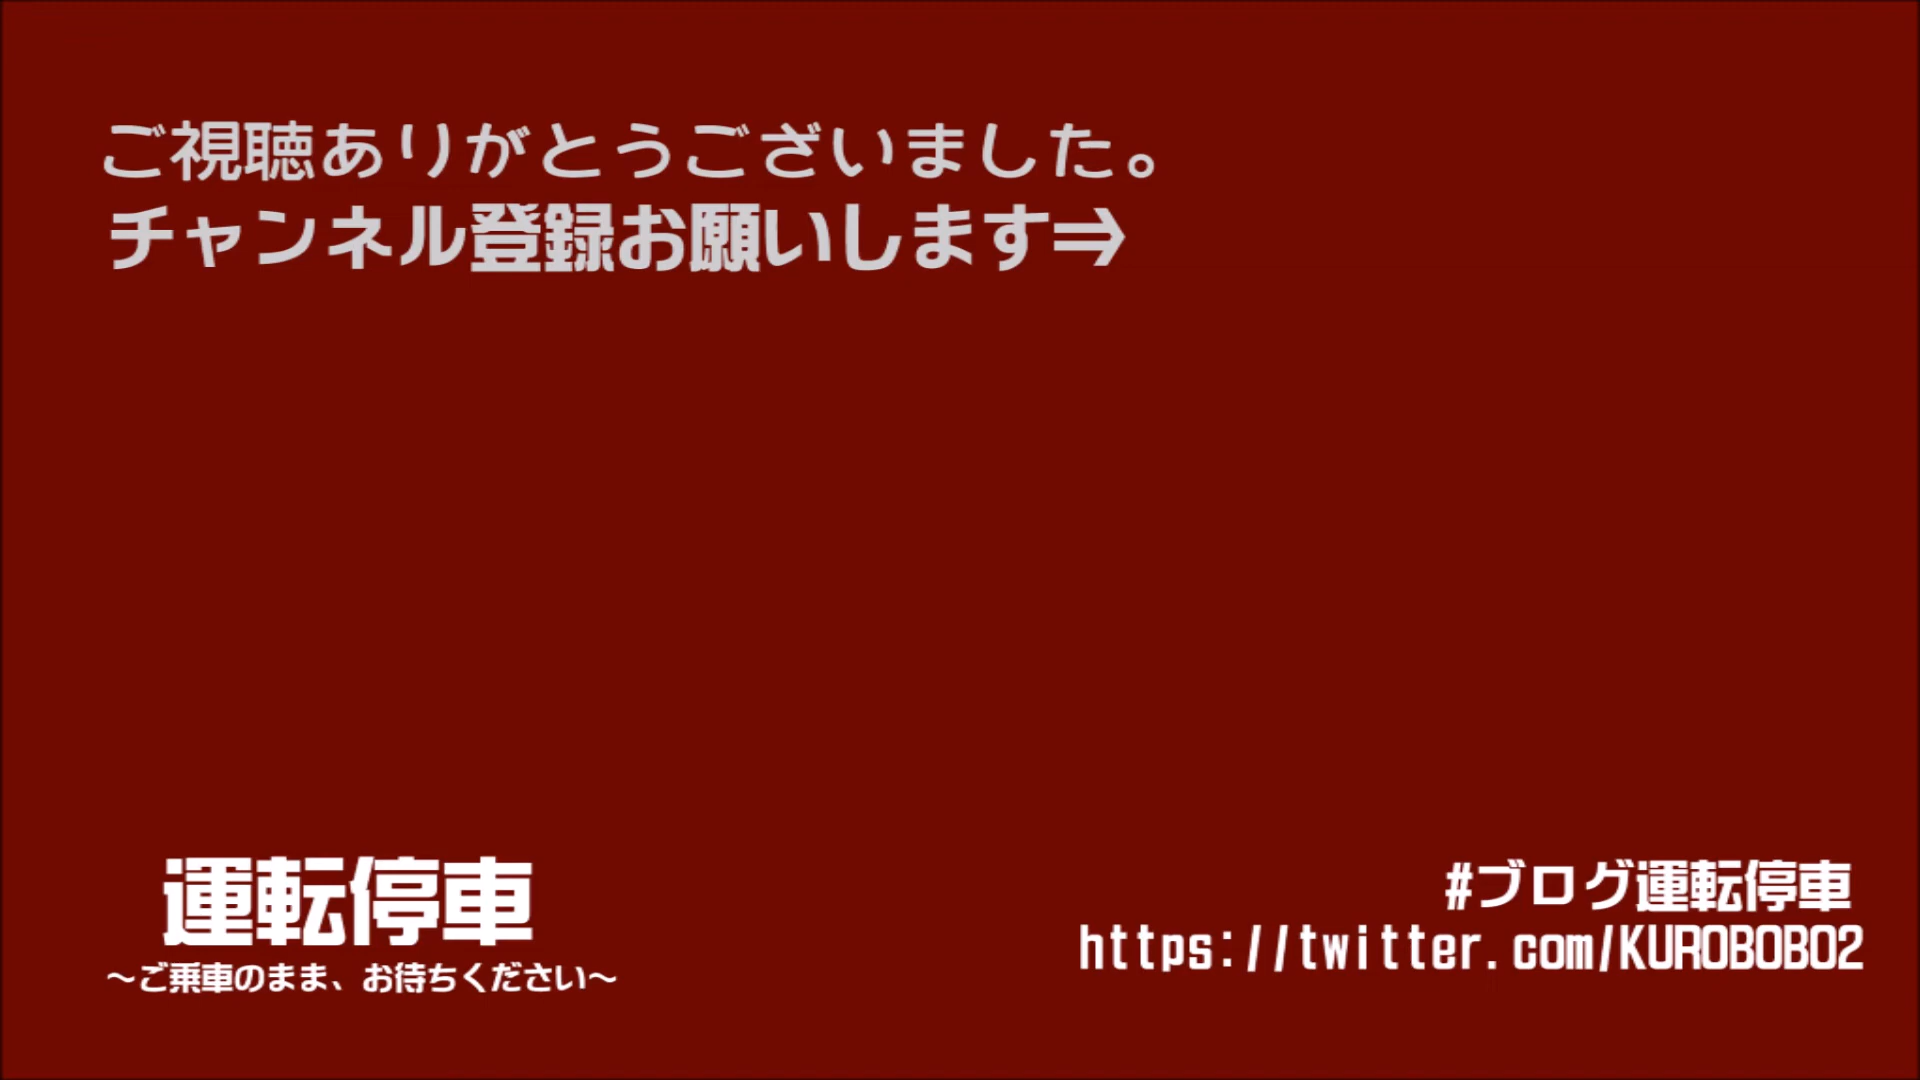 ご視聴ありがとうございました。
チャンネル登録お願いします⇒
運転停車
～ご乗車のまま、お待ちください～
#ブログ運転停車
https://twitter.com/KUROBOBO2